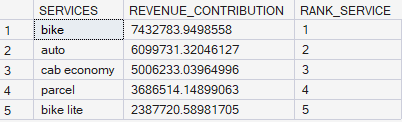 SERVICES REVENUE_CONTRIBUTION RANK_SERVICE
1 bike 7432783.9498558 1
2 auto 6099731.32046127 2
3 cab economy 5006233.03964996 3
4 parcel 3686514.14899063 4
5 bike lite 2387720.58981705 5